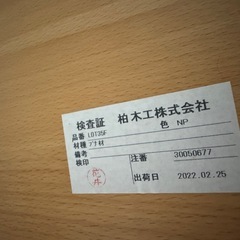 検査証 柏木工株式会社
品番 LDT35F 色 NP
材種 ブナ材
備考 注番 30050677
検印 出荷日 2022.02.25